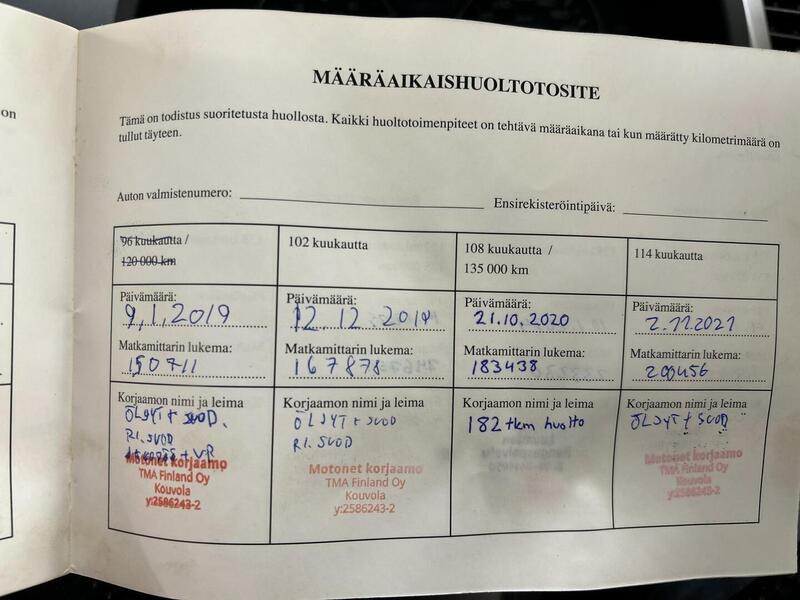 on
MÄÄRÄAIKAISHUOLTOTOSITE
Tämä on todistus suoritetusta huollosta. Kaikki huoltotoimenpiteet on tehtävä määräaikana tai kun määrätty kilometrimäärä on
tullut täyteen.
Auton valmistenumero:
Ensirekisteröintipäivä:
96 kuukautta /
120 000 km
Päivämäärä:
9.1.2019
Matkamittarin lukema:
150711
Korjaamon nimi ja leima
ÖLJYT + SUOD.
RI. SUOD
+ VR
Motonet korjaamo
TMA Finland Oy
Kouvola
y:2586243-2
102 kuukautta
Päivämäärä:
12.12.2019
Matkamittarin lukema:
167878
Korjaamon nimi ja leima
ÖLJYT + SUOD
RI. SUOD
Motonet korjaamo
TMA Finland Oy
Kouvola
y:2586243-2
108 kuukautta /
135 000 km
Päivämäärä:
21.10.2020
Matkamittarin lukema:
183438
Korjaamon nimi ja leima
182 tkm huolto
114 kuukautta
Päivämäärä:
2.11.2021
Matkamittarin lukema:
200456
Korjaamon nimi ja leima
ÖLJYT + SUOD
Motonet korjaamo
TMA Finland Oy
Kouvola
y:2586243-2